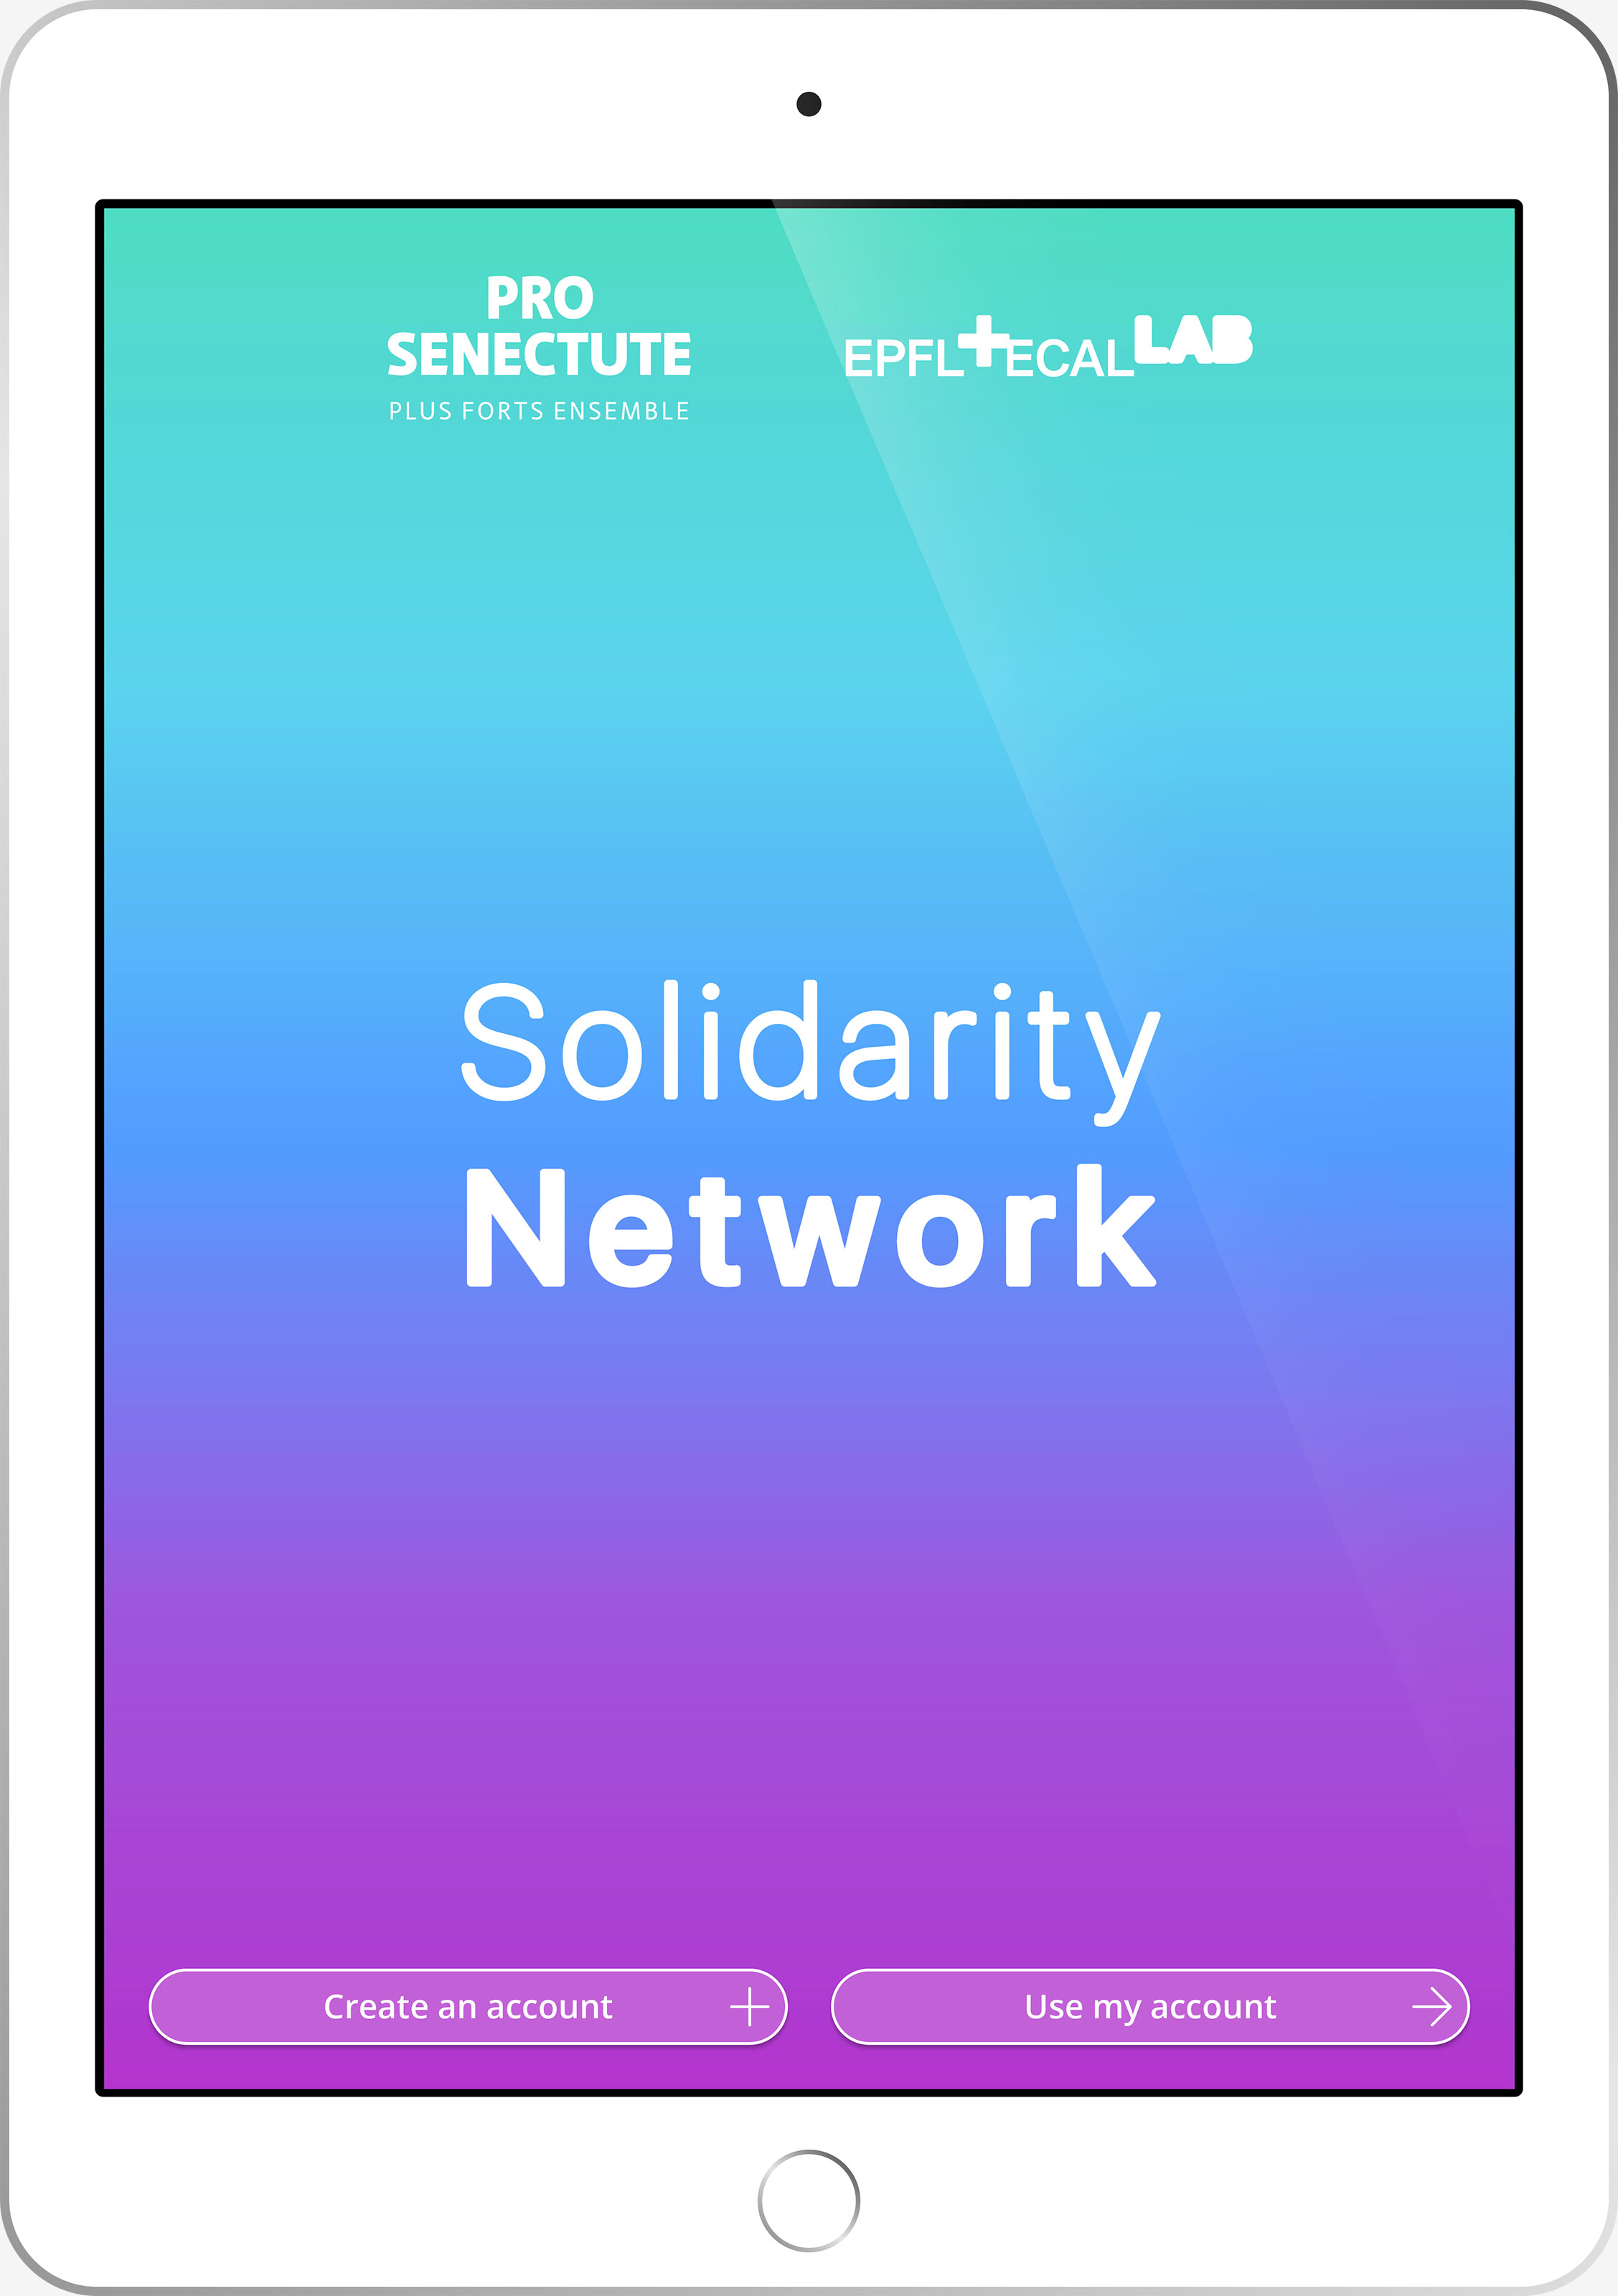 PRO
SENECTUTE
PLUS FORTS ENSEMBLE
EPFL+ECAL LAB
Solidarity
Network
Create an account
Use my account